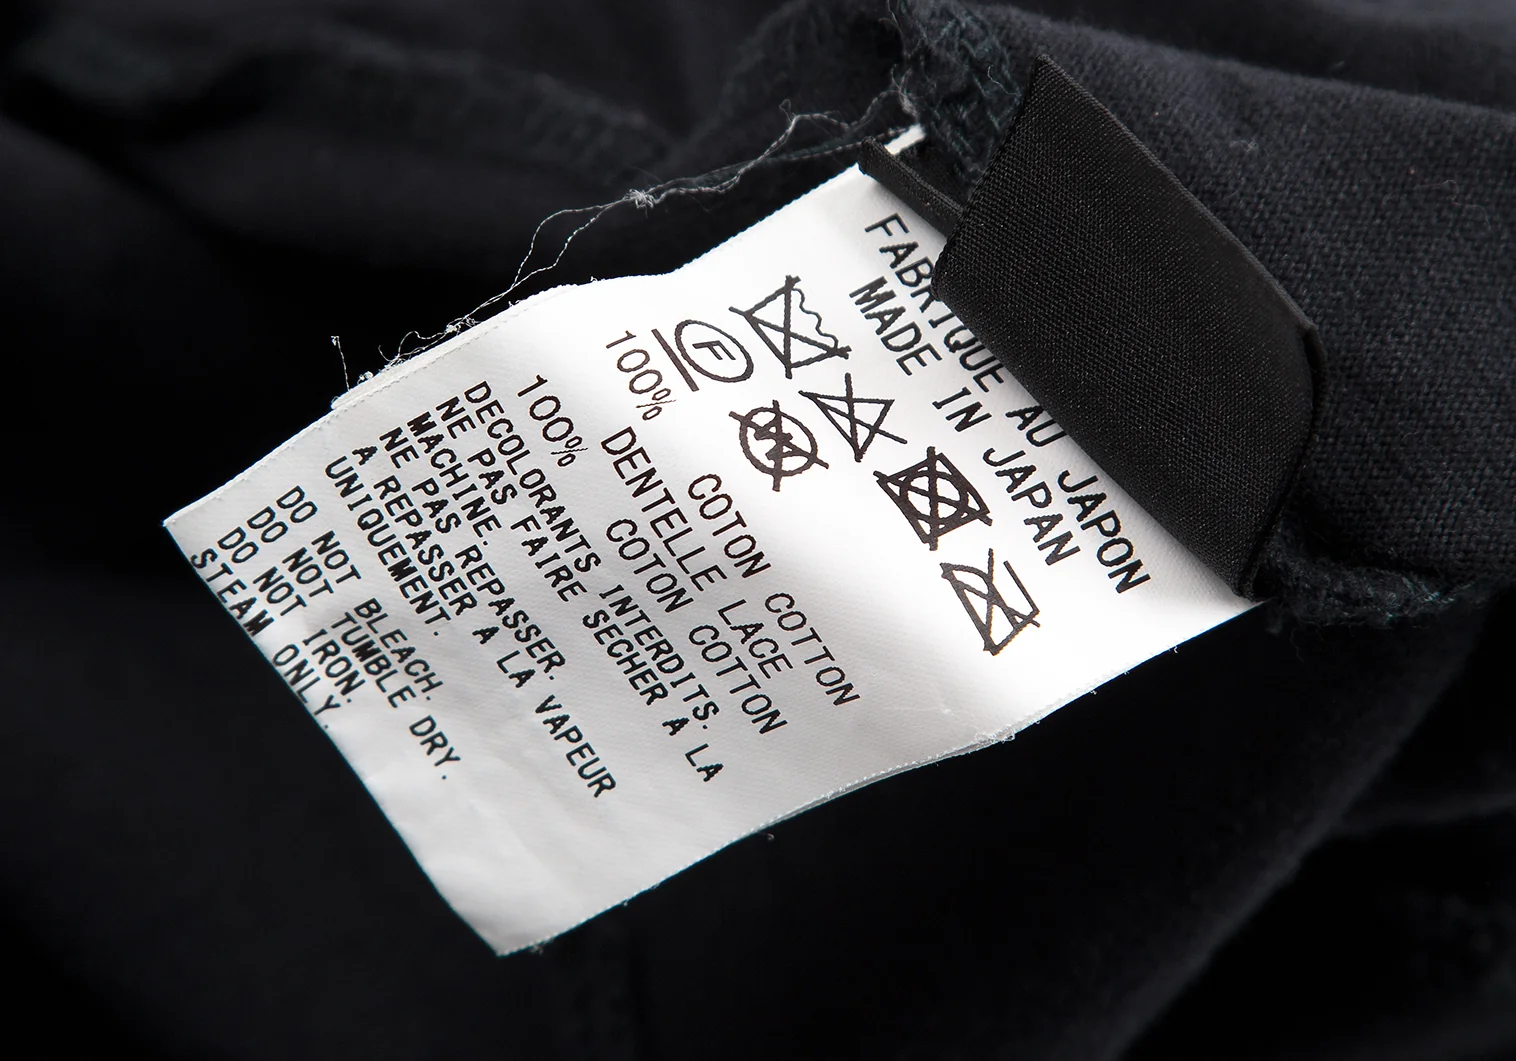 FABRIQUE AU JAPON
MADE IN JAPAN
F W
100% COTON COTTON
DENTELLE LACE
100% COTON COTTON
DECOLORANTS INTERDITS.
NE PAS FAIRE SECHER A LA
MACHINE.
NE PAS REPASSER.
A REPASSER A LA VAPEUR
UNIQUEMENT.
DO NOT BLEACH.
DO NOT TUMBLE DRY.
DO NOT IRON.
STEAM ONLY.